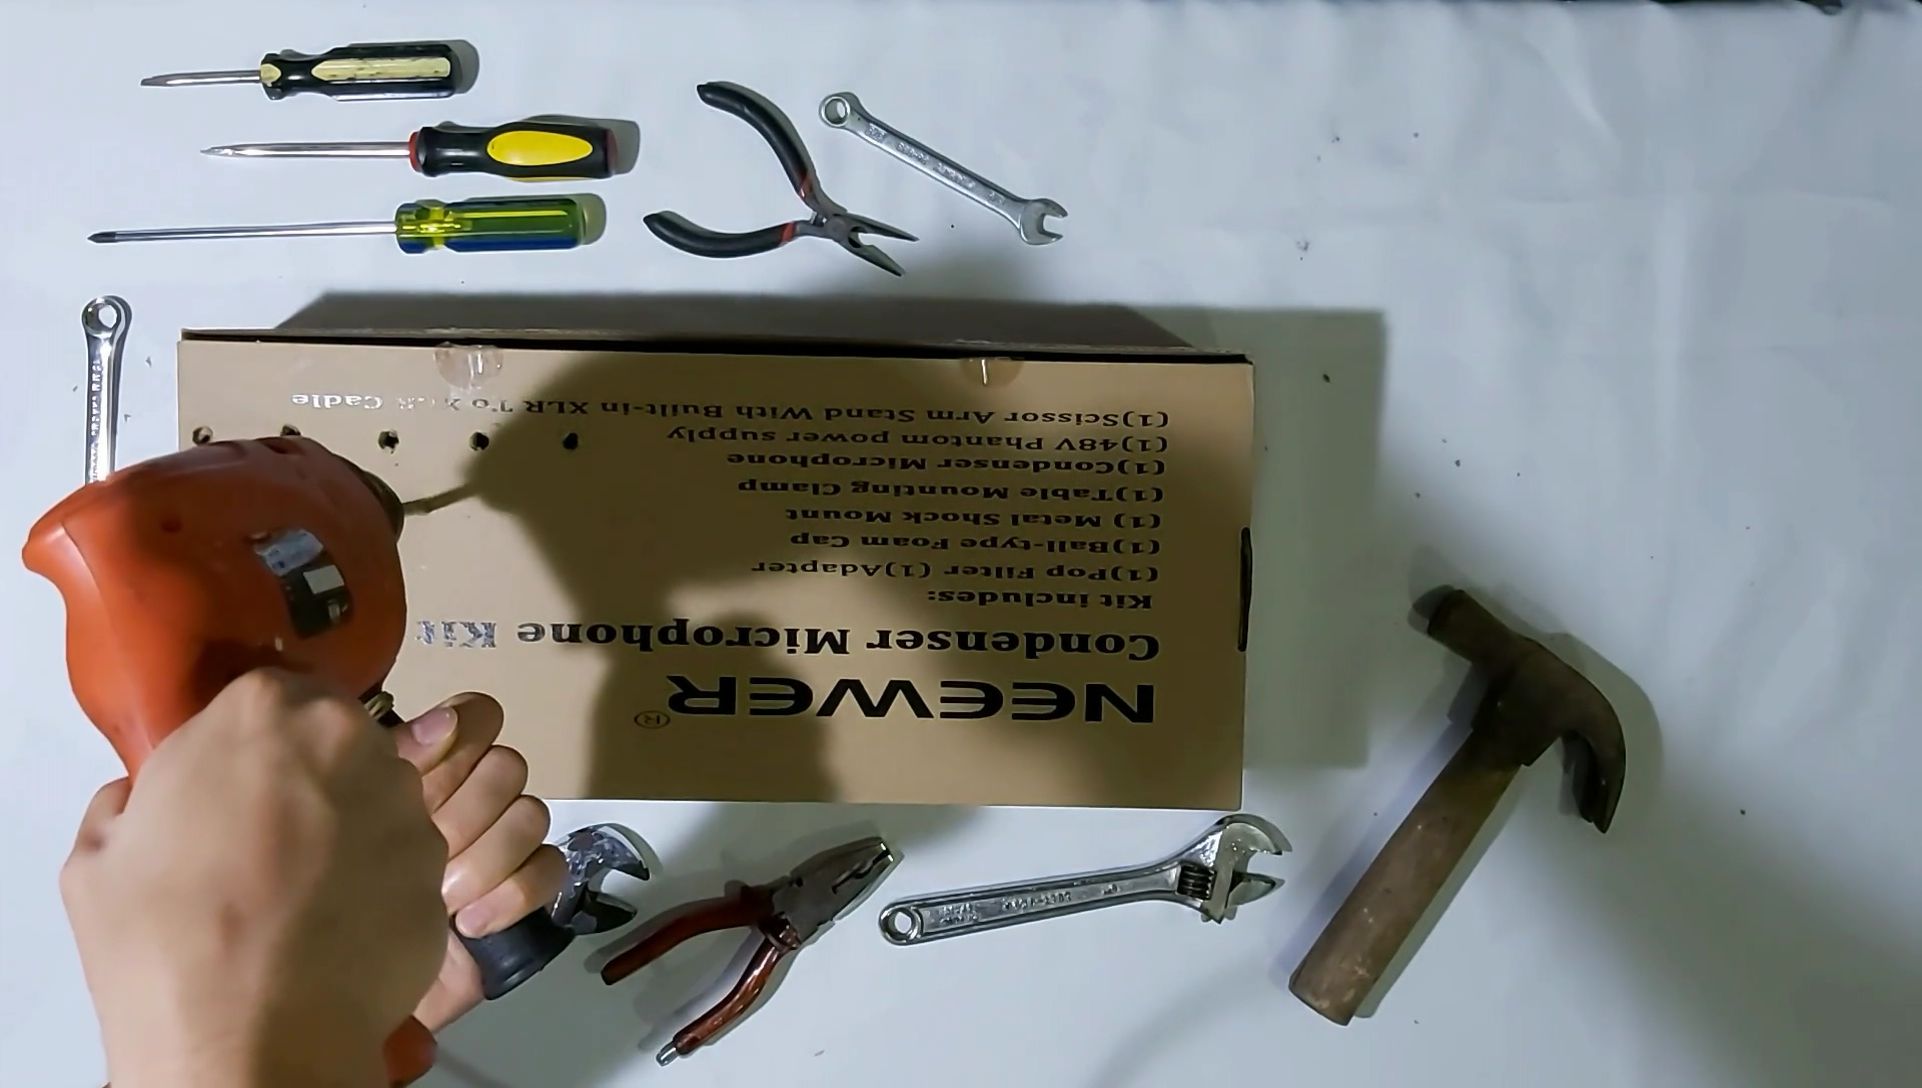 NEEWER®
Condenser Microphone Kit
Kit includes:
(1)Pop Filter (1)Adapter
(1)Ball-type Foam Cap
(1) Metal Shock Mount
(1)Table Mounting Clamp
(1)Condenser Microphone
(1)48V Phantom power supply
(1)Scissor Arm Stand With Built-in XLR To XLR Cadle